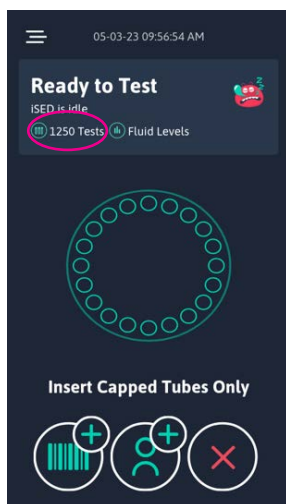 05-03-23 09:56:54 AM
Ready to Test
z
iSED is idle
1250 Tests Fluid Levels
Insert Capped Tubes Only